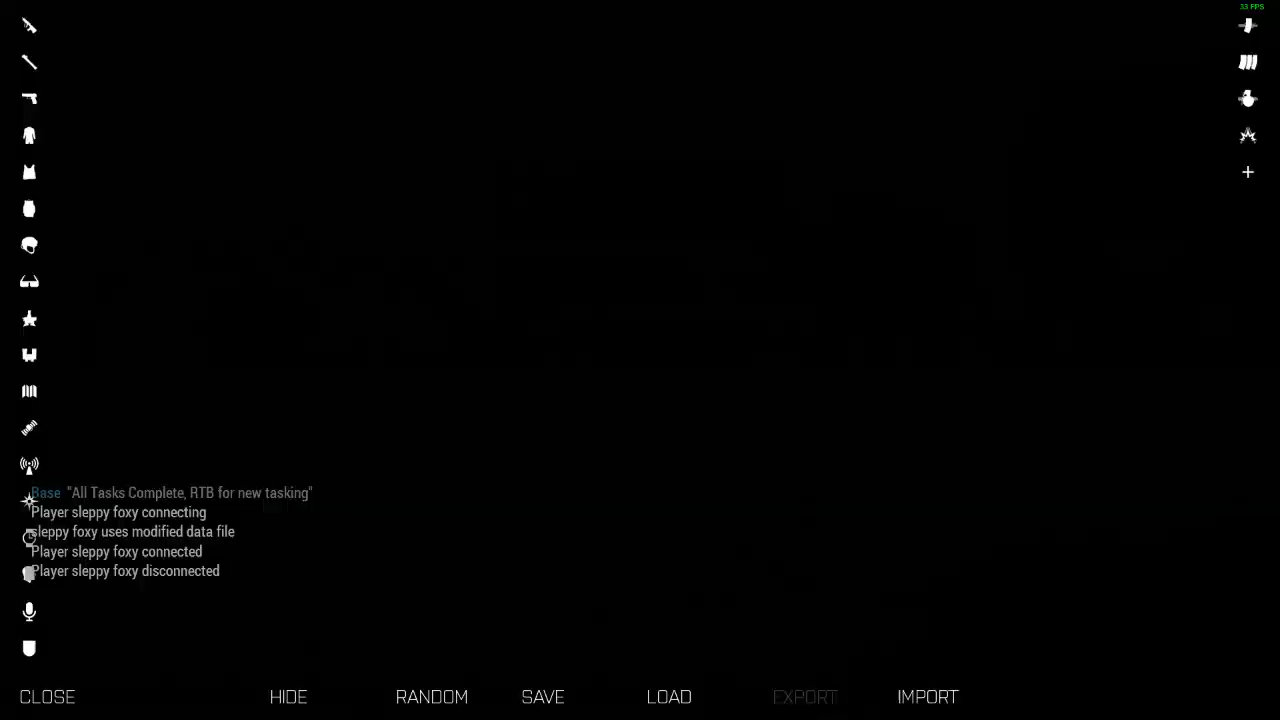 33 FPS
Base "All Tasks Complete, RTB for new tasking"
Player sleppy foxy connecting
sleppy foxy uses modified data file
Player sleppy foxy connected
Player sleppy foxy disconnected
CLOSE HIDE RANDOM SAVE LOAD EXPORT IMPORT